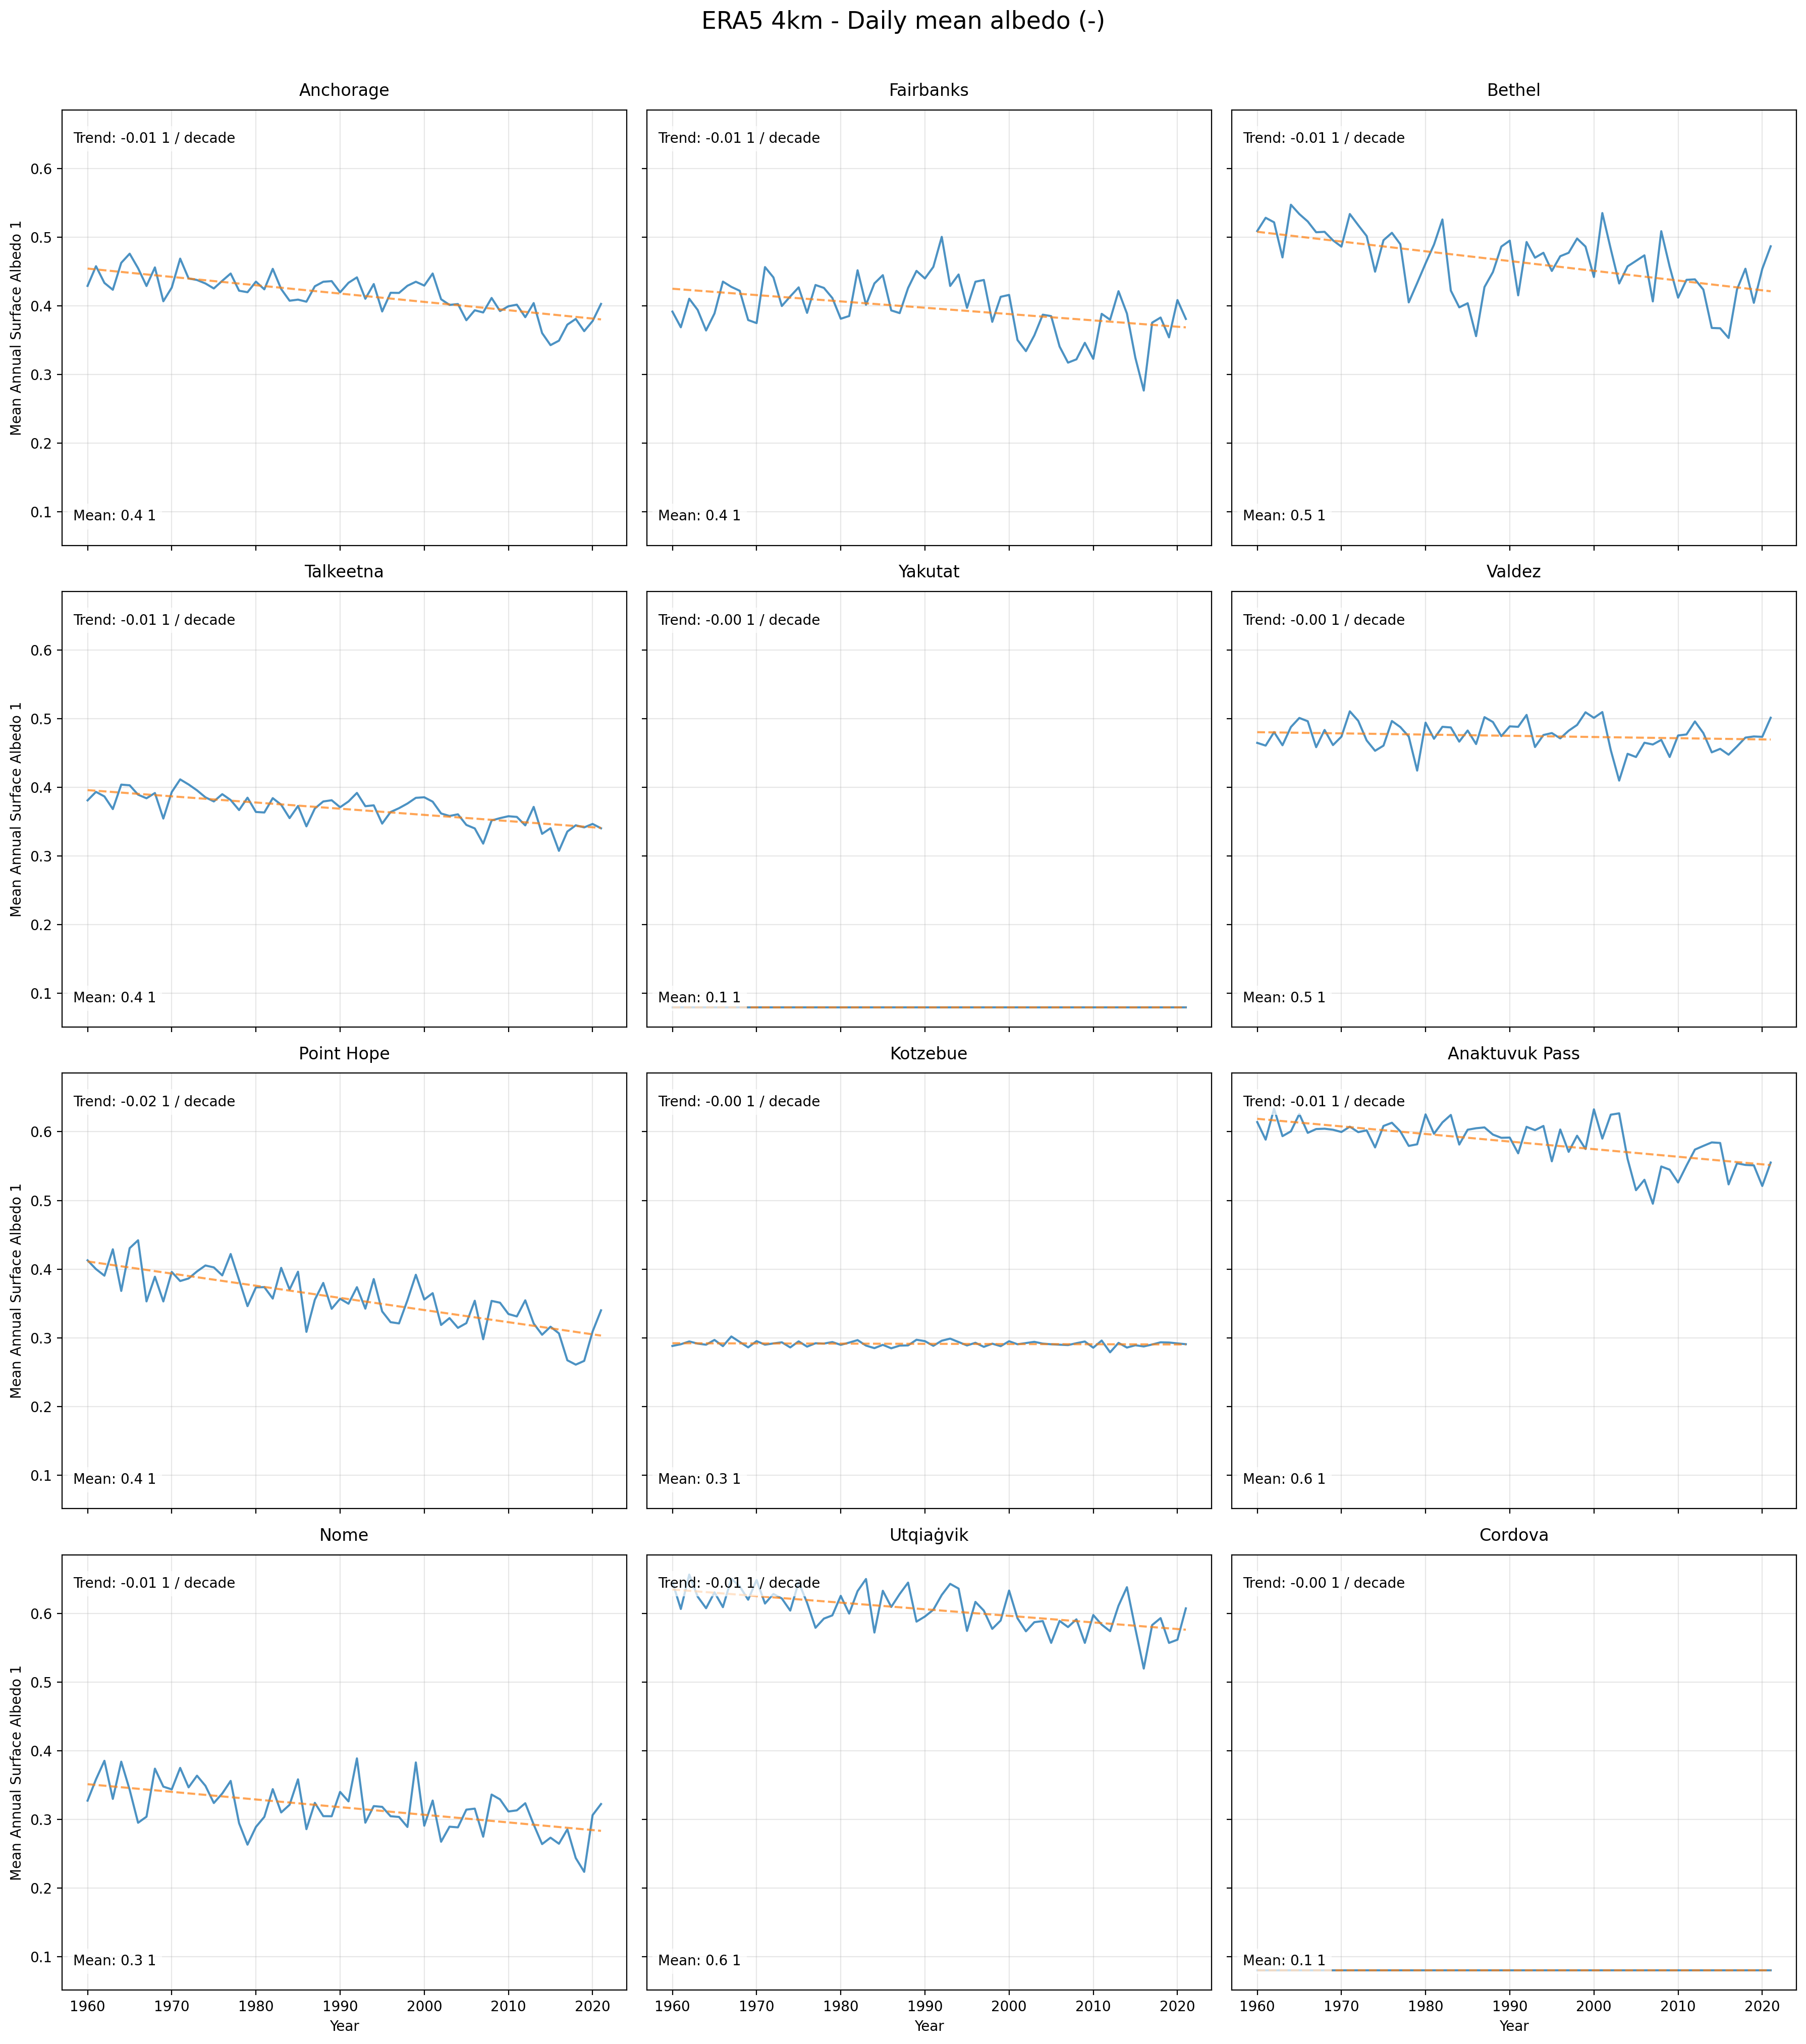 ERA5 4km - Daily mean albedo (-)
Anchorage
Fairbanks
Bethel
Trend: -0.01 1 / decade
Trend: -0.01 1 / decade
Trend: -0.01 1 / decade
0.6
0.5
0.4
0.3
0.2
0.1
Mean Annual Surface Albedo 1
Mean: 0.4 1
Mean: 0.4 1
Mean: 0.5 1
Talkeetna
Yakutat
Valdez
Trend: -0.01 1 / decade
Trend: -0.00 1 / decade
Trend: -0.00 1 / decade
0.6
0.5
0.4
0.3
0.2
0.1
Mean Annual Surface Albedo 1
Mean: 0.4 1
Mean: 0.1 1
Mean: 0.5 1
Point Hope
Kotzebue
Anaktuvuk Pass
Trend: -0.02 1 / decade
Trend: -0.00 1 / decade
Trend: -0.01 1 / decade
0.6
0.5
0.4
0.3
0.2
0.1
Mean Annual Surface Albedo 1
Mean: 0.4 1
Mean: 0.3 1
Mean: 0.6 1
Nome
Utqiaġvik
Cordova
Trend: -0.01 1 / decade
Trend: -0.01 1 / decade
Trend: -0.00 1 / decade
0.6
0.5
0.4
0.3
0.2
0.1
Mean Annual Surface Albedo 1
Mean: 0.3 1
Mean: 0.6 1
Mean: 0.1 1
1960 1970 1980 1990 2000 2010 2020
1960 1970 1980 1990 2000 2010 2020
1960 1970 1980 1990 2000 2010 2020
Year
Year
Year